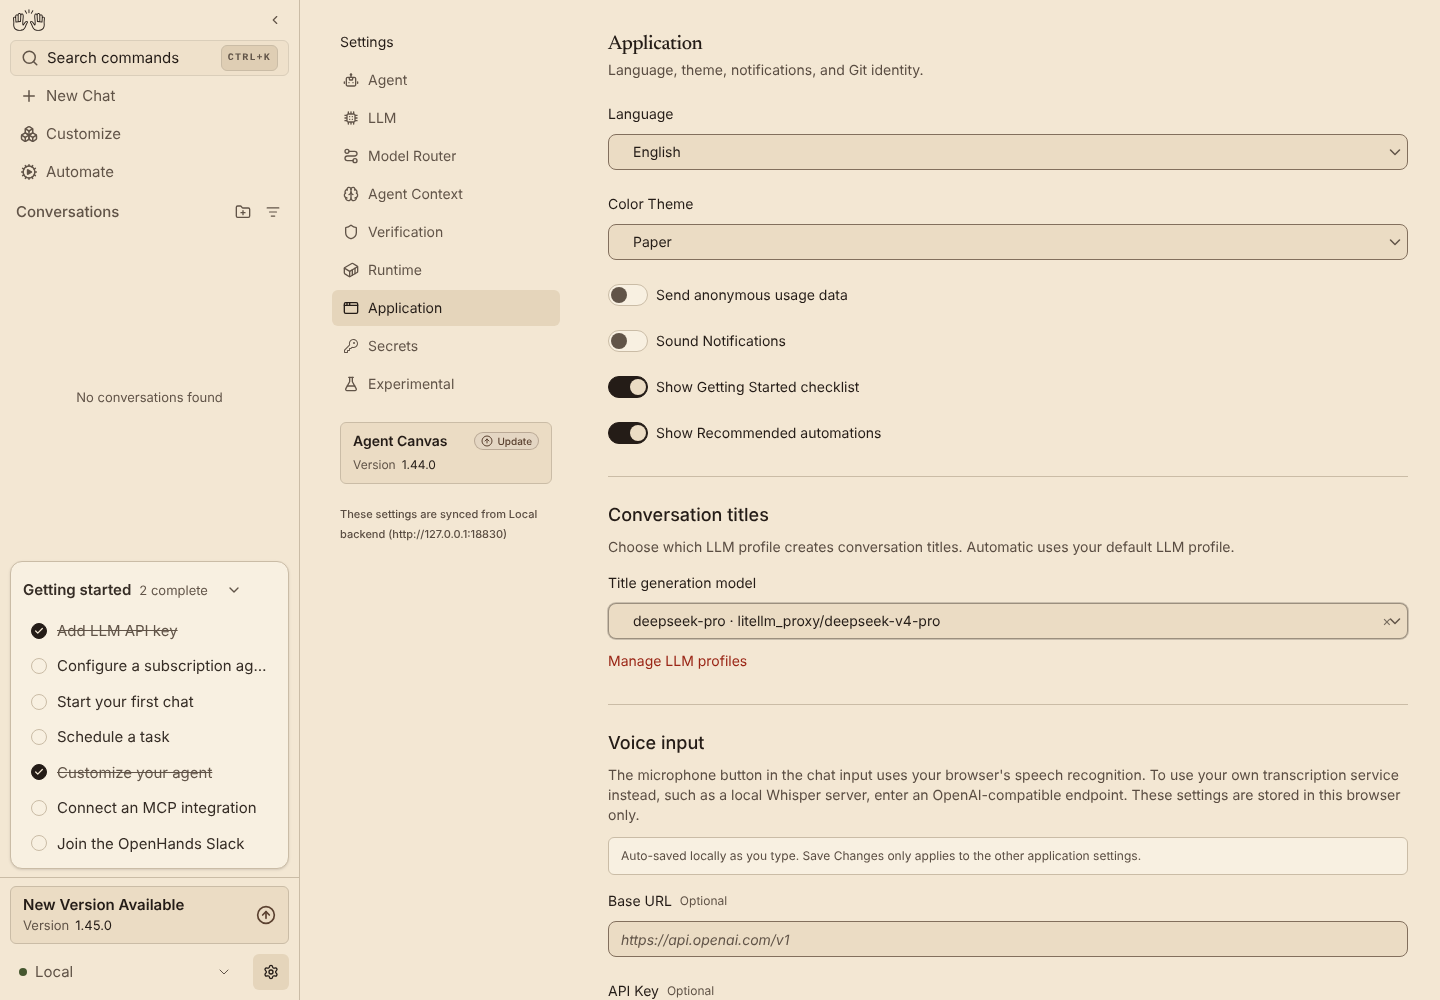 Search commands
CTRL+K
New Chat
Customize
Automate
Conversations
No conversations found
Getting started 2 complete
Add LLM API key
Configure a subscription ag...
Start your first chat
Schedule a task
Customize your agent
Connect an MCP integration
Join the OpenHands Slack
New Version Available
Version 1.45.0
Local
Settings
Agent
LLM
Model Router
Agent Context
Verification
Runtime
Application
Secrets
Experimental
Agent Canvas
Update
Version 1.44.0
These settings are synced from Local
backend (http://127.0.0.1:18830)
Application
Language, theme, notifications, and Git identity.
Language
English
Color Theme
Paper
Send anonymous usage data
Sound Notifications
Show Getting Started checklist
Show Recommended automations
Conversation titles
Choose which LLM profile creates conversation titles. Automatic uses your default LLM profile.
Title generation model
deepseek-pro · litellm_proxy/deepseek-v4-pro
Manage LLM profiles
Voice input
The microphone button in the chat input uses your browser's speech recognition. To use your own transcription service
instead, such as a local Whisper server, enter an OpenAI-compatible endpoint. These settings are stored in this browser
only.
Auto-saved locally as you type. Save Changes only applies to the other application settings.
Base URL Optional
https://api.openai.com/v1
API Key Optional